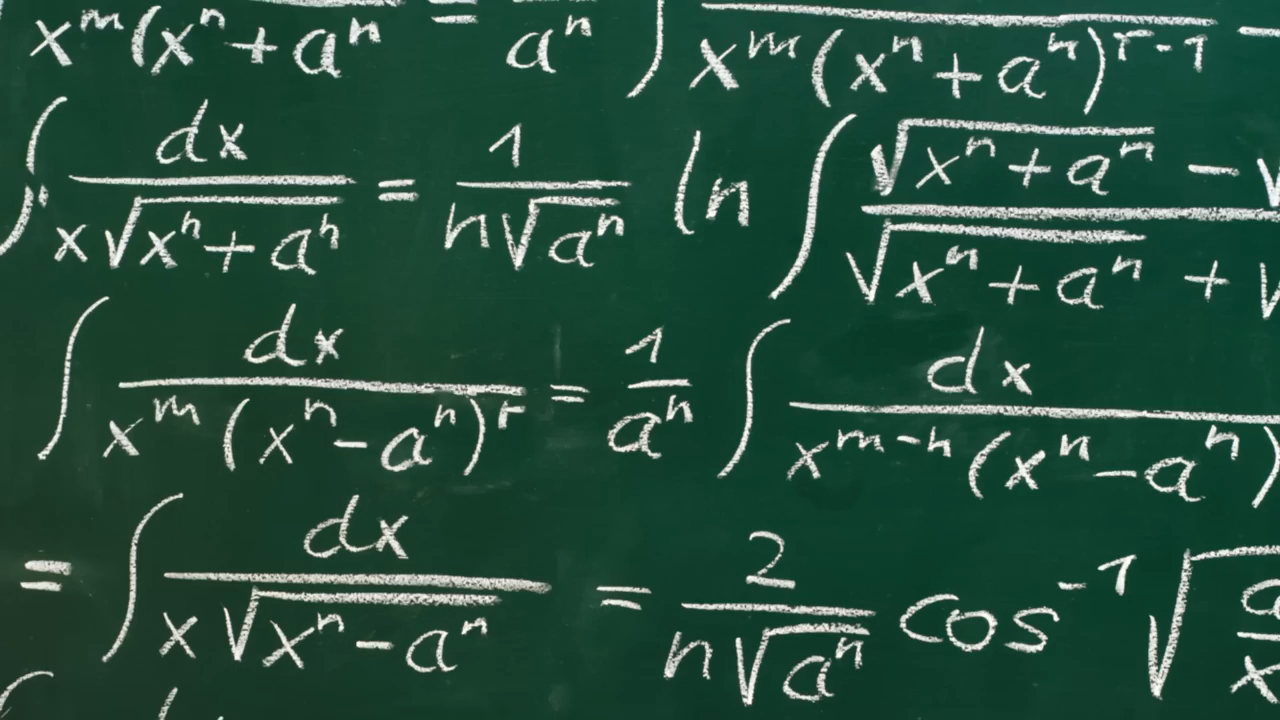 x^m(x^n + a^n = a^n ∫ x^m(x^n + a^n)^{r-1} -
∫ dx / x√(x^n + a^n) = 1 / n√(a^n) ln ∫ √(x^n + a^n) - √ / √(x^n + a^n) + √
∫ dx / x^m(x^n - a^n)^r = 1 / a^n ∫ dx / x^{m-n}(x^n - a^n)
= ∫ dx / x√(x^n - a^n) = 2 / n√(a^n) cos^{-1} √(a / x